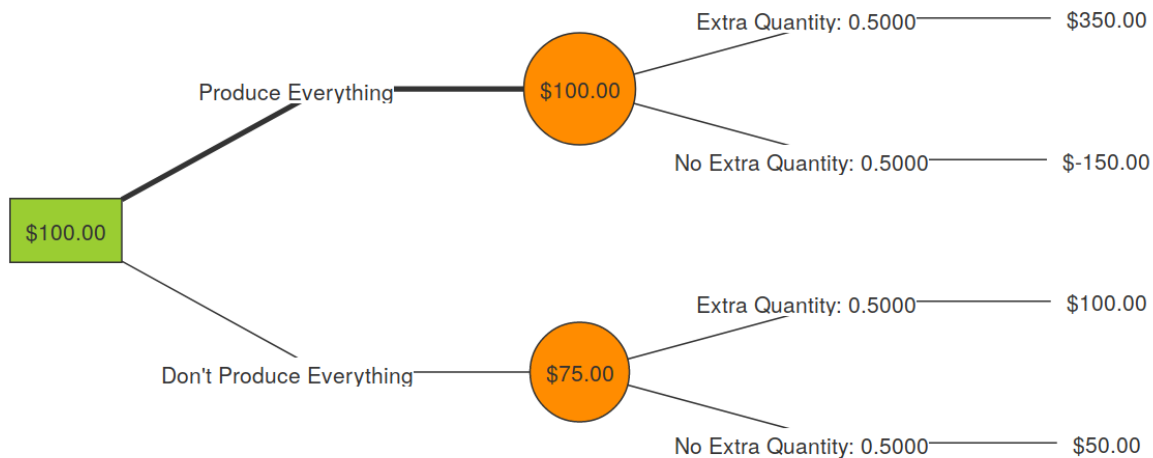 Extra Quantity: 0.5000
$350.00
Produce Everything
$100.00
No Extra Quantity: 0.5000
$-150.00
$100.00
Extra Quantity: 0.5000
$100.00
Don't Produce Everything
$75.00
No Extra Quantity: 0.5000
$50.00